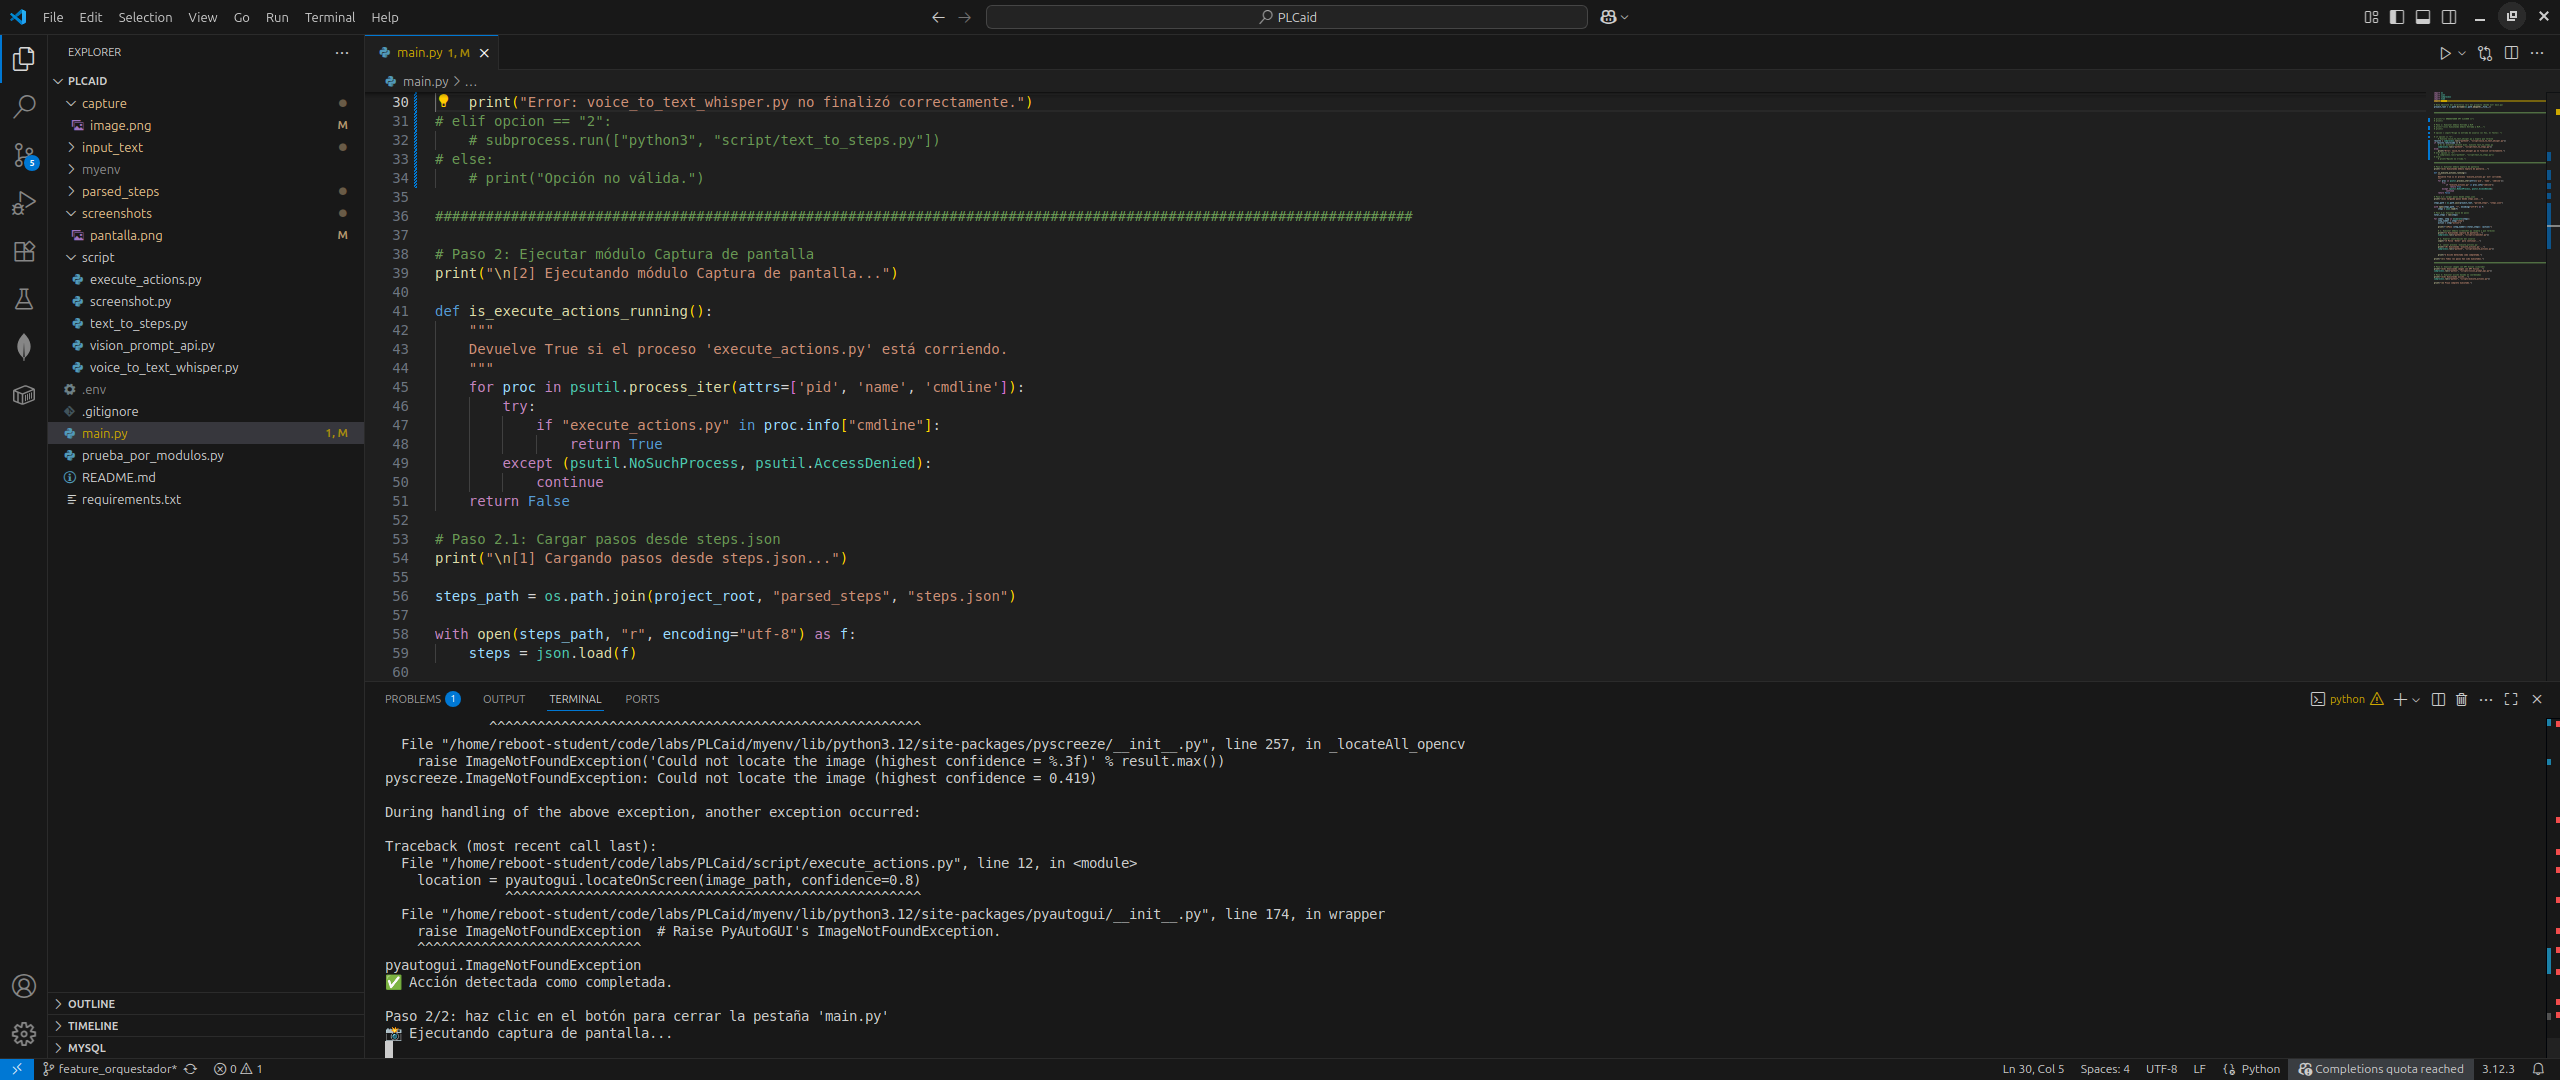 File Edit Selection View Go Run Terminal Help
PLCaid
EXPLORER
PLCAID
capture
image.png M
input_text
myenv
parsed_steps
screenshots
pantalla.png M
script
execute_actions.py
screenshot.py
text_to_steps.py
vision_prompt_api.py
voice_to_text_whisper.py
.env
.gitignore
main.py 1, M
prueba_por_modulos.py
README.md
requirements.txt
OUTLINE
TIMELINE
MYSQL
5
main.py 1, M
main.py > ...
30 print("Error: voice_to_text_whisper.py no finalizó correctamente.")
31 # elif opcion == "2":
32 # subprocess.run(["python3", "script/text_to_steps.py"])
33 # else:
34 # print("Opción no válida.")
35
36 ####################################################################################################################
37
38 # Paso 2: Ejecutar módulo Captura de pantalla
39 print("\n[2] Ejecutando módulo Captura de pantalla...")
40
41 def is_execute_actions_running():
42 """
43 Devuelve True si el proceso 'execute_actions.py' está corriendo.
44 """
45 for proc in psutil.process_iter(attrs=['pid', 'name', 'cmdline']):
46 try:
47 if "execute_actions.py" in proc.info["cmdline"]:
48 return True
49 except (psutil.NoSuchProcess, psutil.AccessDenied):
50 continue
51 return False
52
53 # Paso 2.1: Cargar pasos desde steps.json
54 print("\n[1] Cargando pasos desde steps.json...")
55
56 steps_path = os.path.join(project_root, "parsed_steps", "steps.json")
57
58 with open(steps_path, "r", encoding="utf-8") as f:
59 steps = json.load(f)
60
PROBLEMS 1 OUTPUT TERMINAL PORTS
python
^^^^^^^^^^^^^^^^^^^^^^^^^^^^^^^^^^^^^^^^^^^^^^^^^^^^^^
File "/home/reboot-student/code/labs/PLCaid/myenv/lib/python3.12/site-packages/pyscreeze/__init__.py", line 257, in _locateAll_opencv
raise ImageNotFoundException('Could not locate the image (highest confidence = %.3f)' % result.max())
pyscreeze.ImageNotFoundException: Could not locate the image (highest confidence = 0.419)
During handling of the above exception, another exception occurred:
Traceback (most recent call last):
File "/home/reboot-student/code/labs/PLCaid/script/execute_actions.py", line 12, in <module>
location = pyautogui.locateOnScreen(image_path, confidence=0.8)
^^^^^^^^^^^^^^^^^^^^^^^^^^^^^^^^^^^^^^^^^^^^^^^^^^^^
File "/home/reboot-student/code/labs/PLCaid/myenv/lib/python3.12/site-packages/pyautogui/__init__.py", line 174, in wrapper
raise ImageNotFoundException # Raise PyAutoGUI's ImageNotFoundException.
^^^^^^^^^^^^^^^^^^^^^^^^^^^^
pyautogui.ImageNotFoundException
✅ Acción detectada como completada.
Paso 2/2: haz clic en el botón para cerrar la pestaña 'main.py'
📸 Ejecutando captura de pantalla...
feature_orquestador* 0 1
Ln 30, Col 5 Spaces: 4 UTF-8 LF Python Completions quota reached 3.12.3